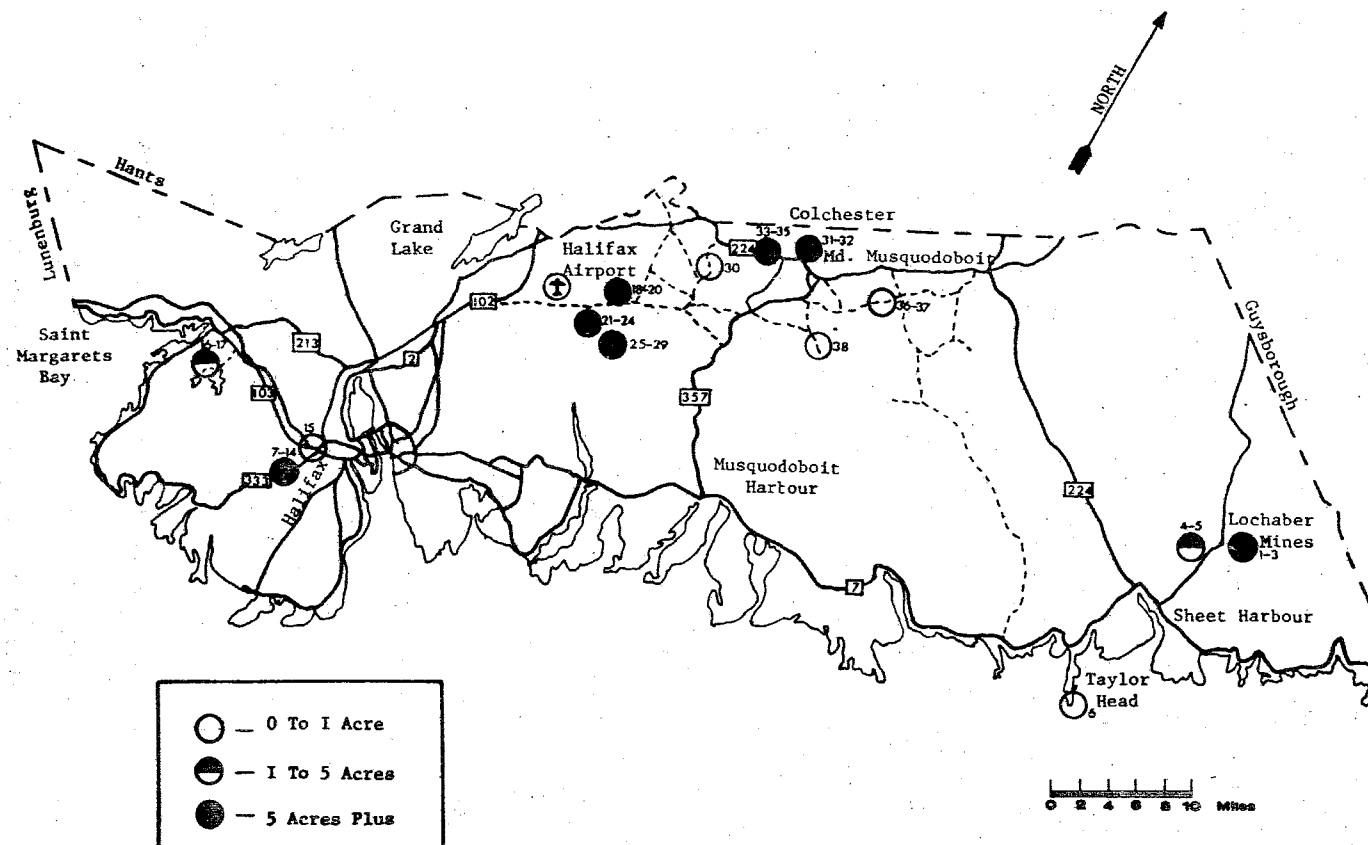 NORTH
Hants
Lunenburg
Grand
Lake
Colchester
224
33-35
31-32
Md. Musquodoboit
Halifax
Airport
30
18-20
102
36-37
21-24
25-29
38
Guysborough
Saint
Margarets
Bay
16-17
213
2
103
357
15
7-14
333
Halifax
Musquodoboit
Harbour
224
4-5
Lochaber
Mines
1-3
7
Sheet Harbour
Taylor
Head
6
0 To I Acre
I To 5 Acres
5 Acres Plus
0 2 4 6 8 10 Miles